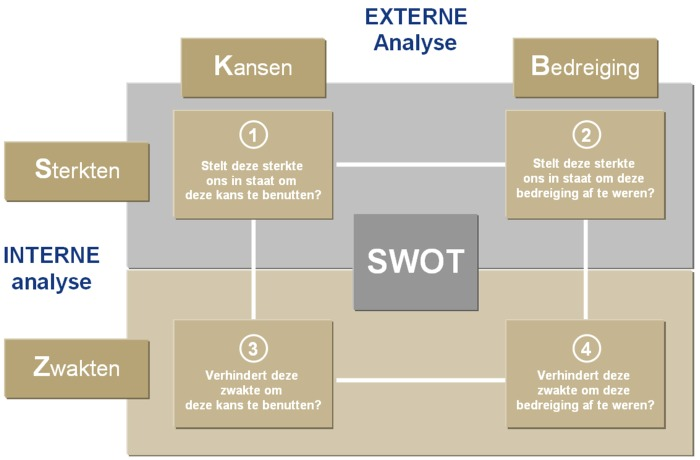 EXTERNE
Analyse
Kansen
Bedreiging
Sterkten
1
Stelt deze sterkte
ons in staat om
deze kans te benutten?
2
Stelt deze sterkte
ons in staat om deze
bedreiging af te weren?
INTERNE
analyse
SWOT
Zwakten
3
Verhindert deze
zwakte om
deze kans te benutten?
4
Verhindert deze
zwakte om deze
bedreiging af te weren?